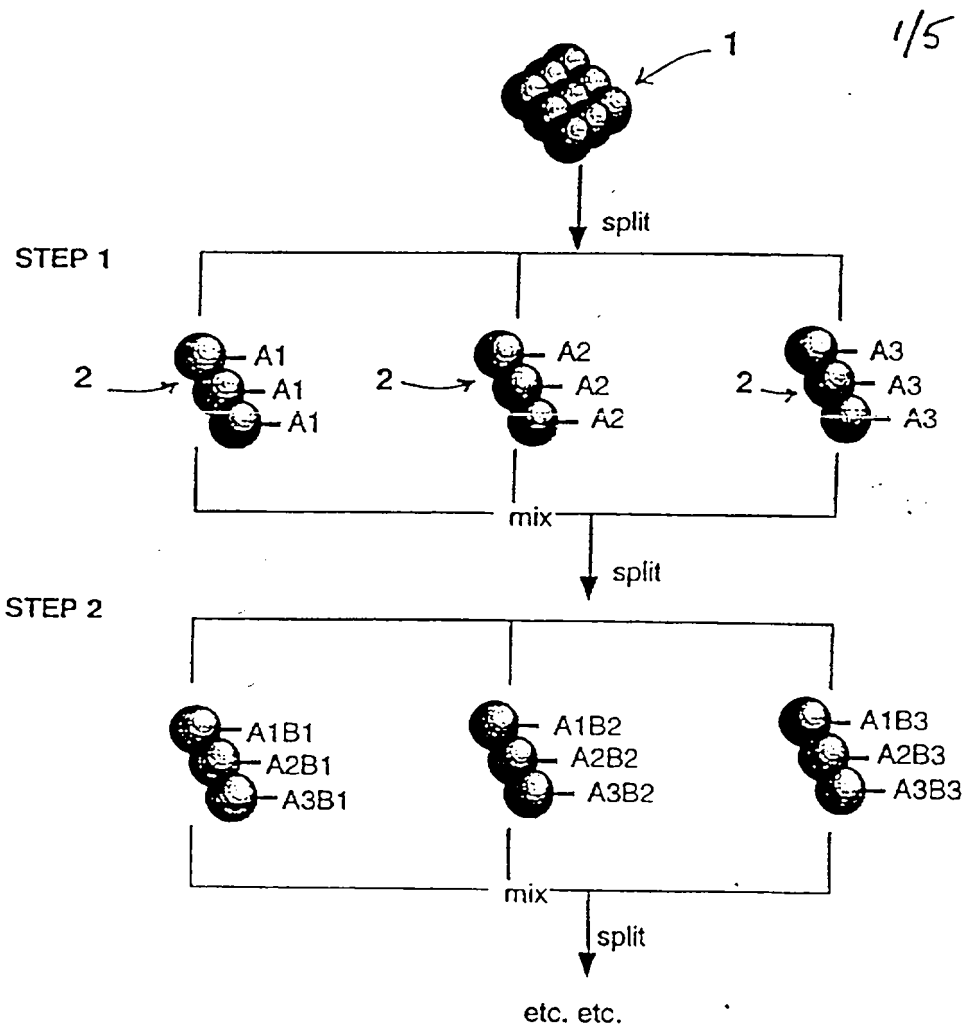 1/5
1
split
STEP 1
2
A1
A1
A1
2
A2
A2
A2
2
A3
A3
A3
mix
split
STEP 2
A1B1
A2B1
A3B1
A1B2
A2B2
A3B2
A1B3
A2B3
A3B3
mix
split
etc. etc.